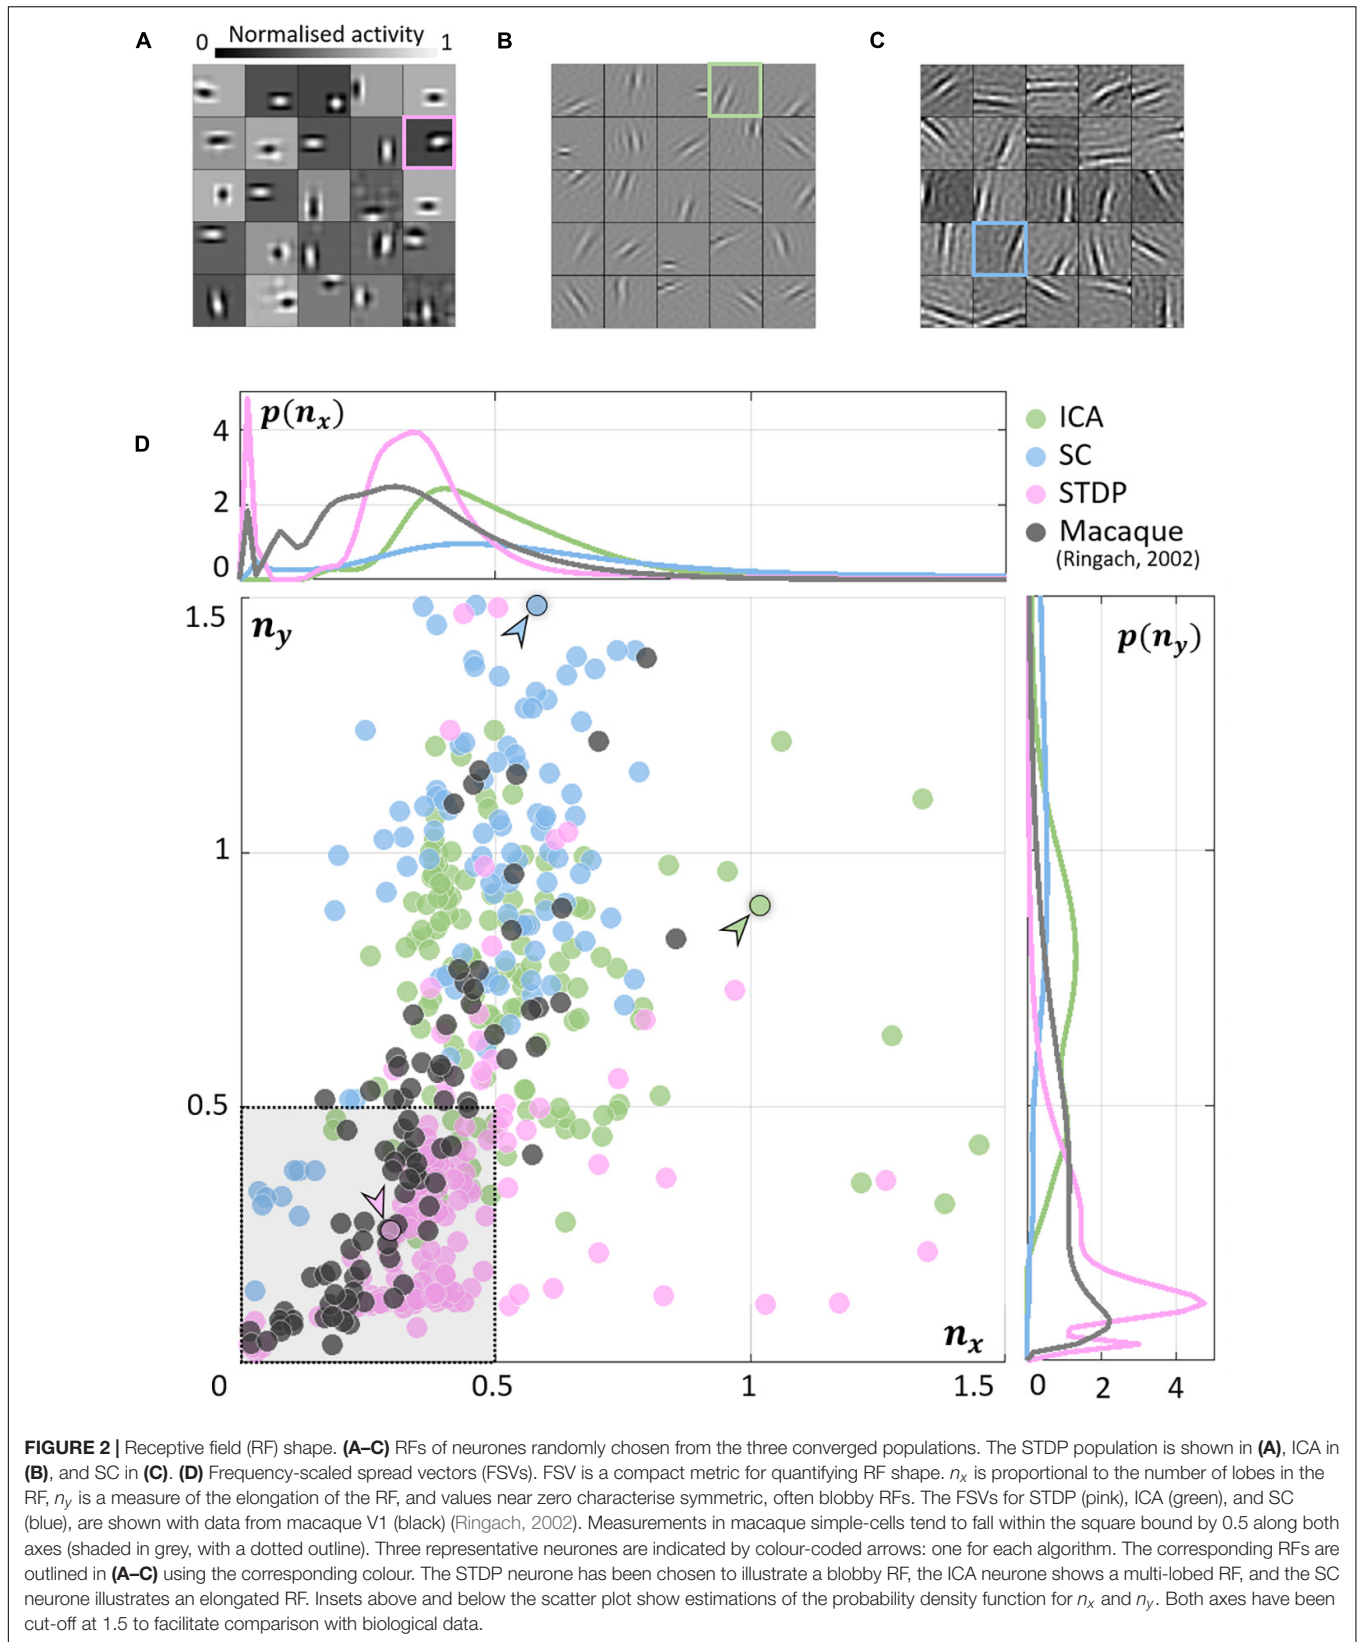 A
0 Normalised activity 1
B
C
D
p(nx)
4
2
0
ICA
SC
STDP
Macaque
(Ringach, 2002)
1.5
ny
1
0.5
nx
0 0.5 1 1.5
p(ny)
0 2 4
FIGURE 2 | Receptive field (RF) shape. (A–C) RFs of neurones randomly chosen from the three converged populations. The STDP population is shown in (A), ICA in
(B), and SC in (C). (D) Frequency-scaled spread vectors (FSVs). FSV is a compact metric for quantifying RF shape. nx is proportional to the number of lobes in the
RF, ny is a measure of the elongation of the RF, and values near zero characterise symmetric, often blobby RFs. The FSVs for STDP (pink), ICA (green), and SC
(blue), are shown with data from macaque V1 (black) (Ringach, 2002). Measurements in macaque simple-cells tend to fall within the square bound by 0.5 along both
axes (shaded in grey, with a dotted outline). Three representative neurones are indicated by colour-coded arrows: one for each algorithm. The corresponding RFs are
outlined in (A–C) using the corresponding colour. The STDP neurone has been chosen to illustrate a blobby RF, the ICA neurone shows a multi-lobed RF, and the SC
neurone illustrates an elongated RF. Insets above and below the scatter plot show estimations of the probability density function for nx and ny. Both axes have been
cut-off at 1.5 to facilitate comparison with biological data.